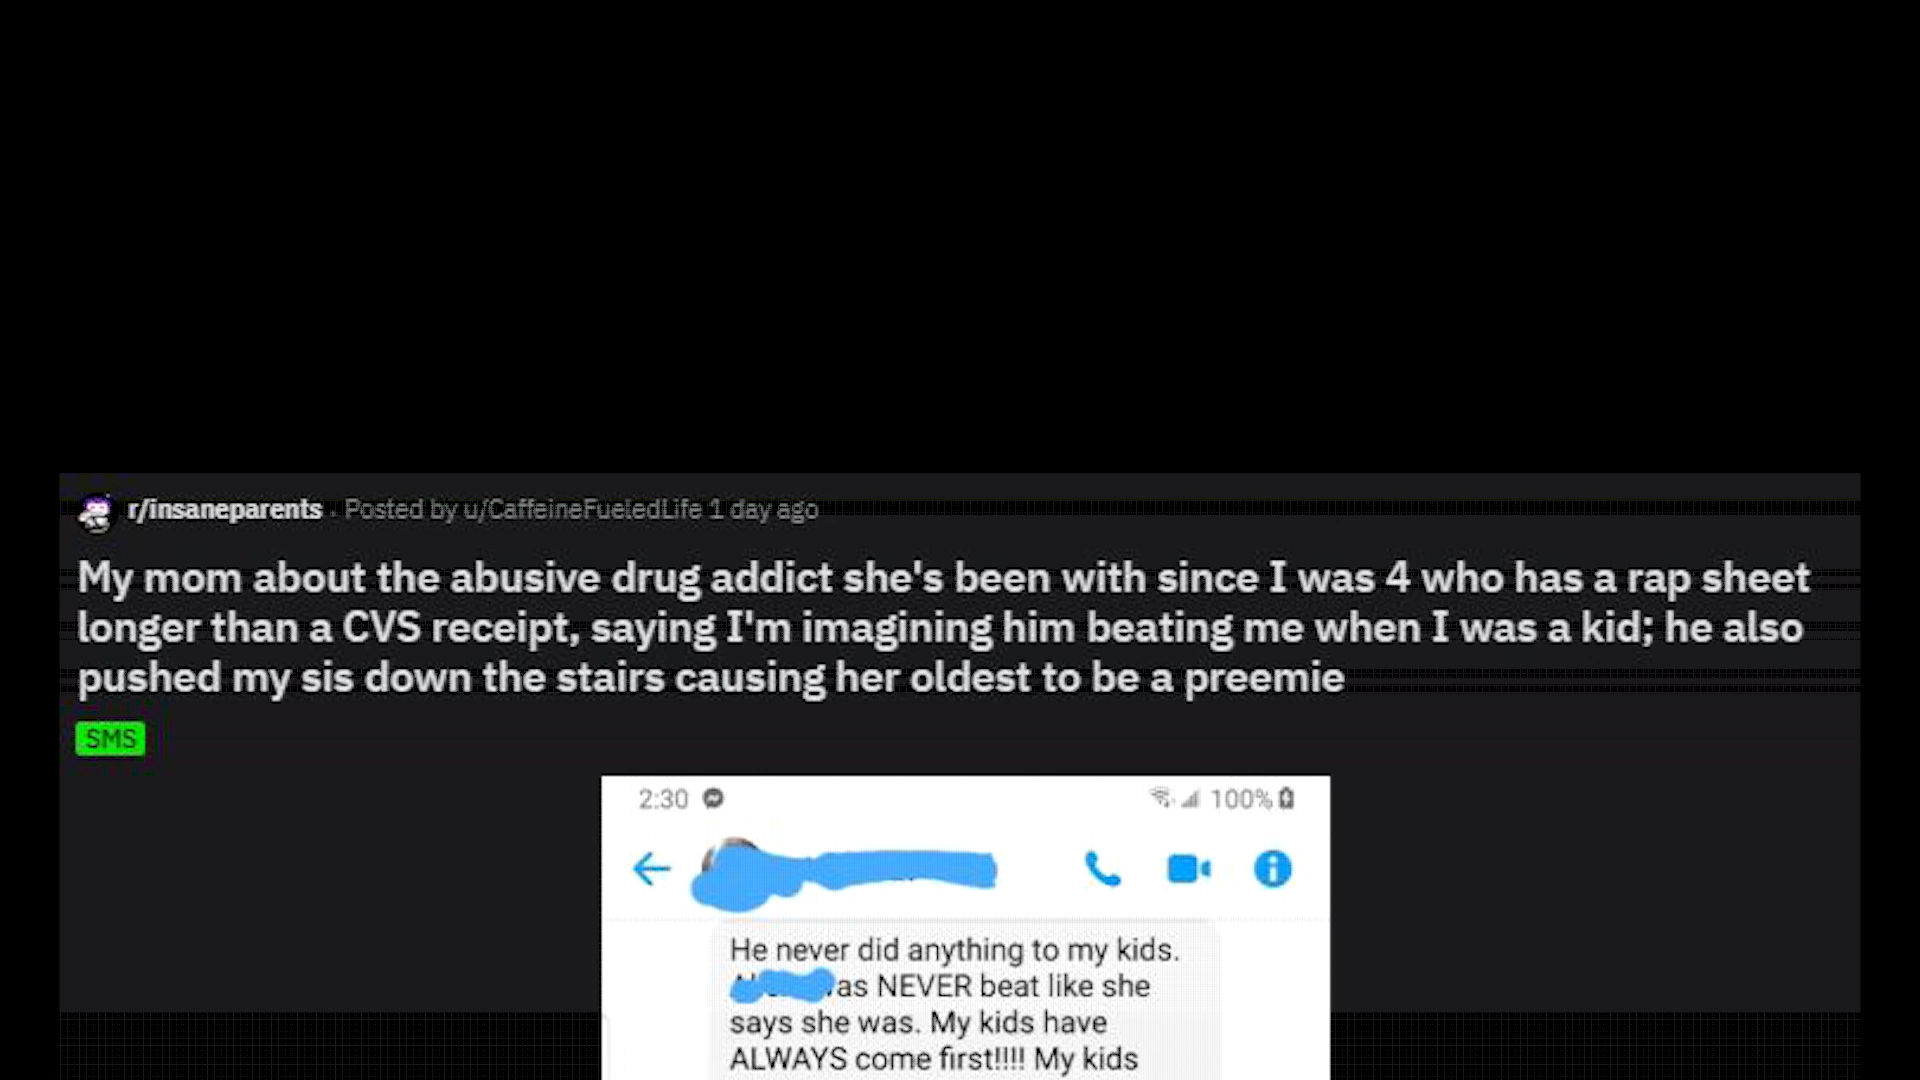 r/insaneparents · Posted by u/CaffeineFueledLife 1 day ago
My mom about the abusive drug addict she's been with since I was 4 who has a rap sheet
longer than a CVS receipt, saying I'm imagining him beating me when I was a kid; he also
pushed my sis down the stairs causing her oldest to be a preemie
SMS
2:30 100%
He never did anything to my kids.
as NEVER beat like she
says she was. My kids have
ALWAYS come first!!!! My kids